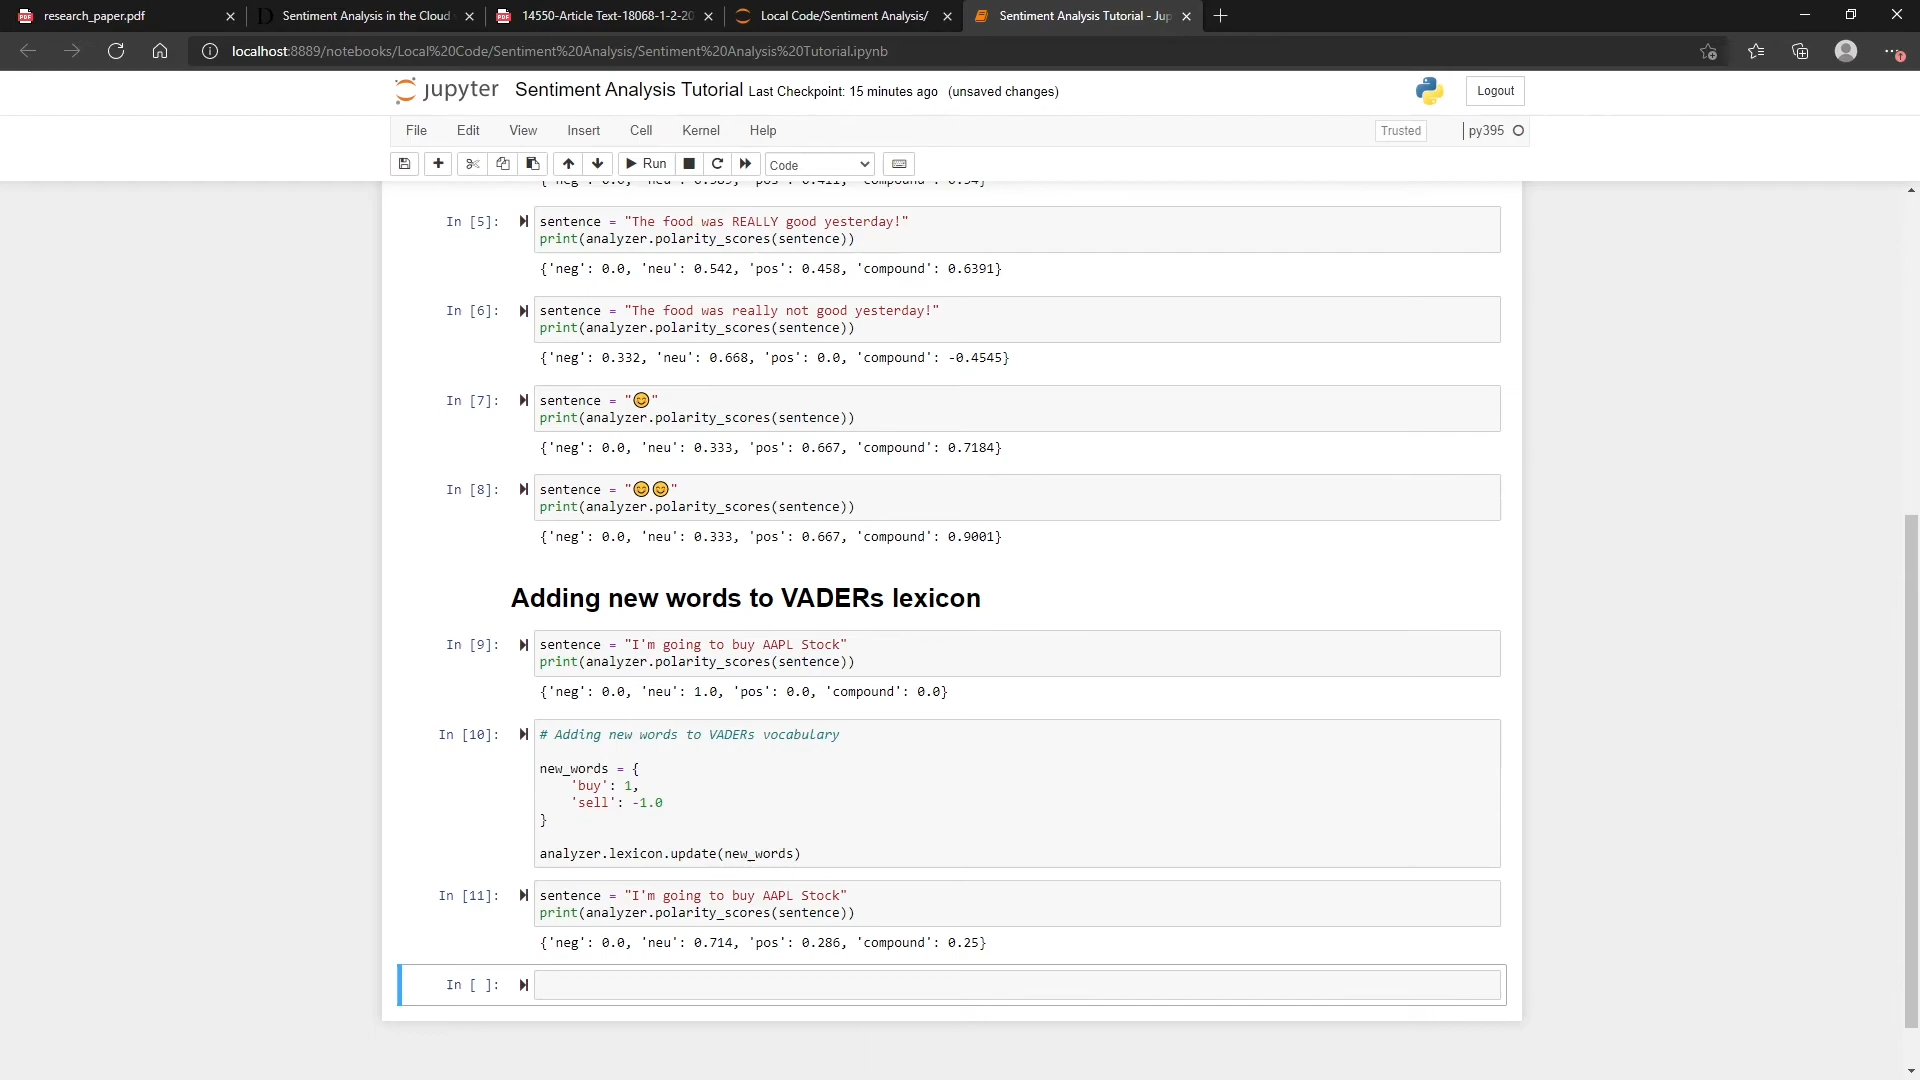 research_paper.pdf
Sentiment Analysis in the Cloud
14550-Article Text-18068-1-2-20
Local Code/Sentiment Analysis/
Sentiment Analysis Tutorial - Jup
localhost:8889/notebooks/Local%20Code/Sentiment%20Analysis/Sentiment%20Analysis%20Tutorial.ipynb
jupyter Sentiment Analysis Tutorial Last Checkpoint: 15 minutes ago (unsaved changes)
Logout
File Edit View Insert Cell Kernel Help
Trusted
py395
Run
Code
In [5]:
sentence = "The food was REALLY good yesterday!"
print(analyzer.polarity_scores(sentence))
{'neg': 0.0, 'neu': 0.542, 'pos': 0.458, 'compound': 0.6391}
In [6]:
sentence = "The food was really not good yesterday!"
print(analyzer.polarity_scores(sentence))
{'neg': 0.332, 'neu': 0.668, 'pos': 0.0, 'compound': -0.4545}
In [7]:
sentence = "😊"
print(analyzer.polarity_scores(sentence))
{'neg': 0.0, 'neu': 0.333, 'pos': 0.667, 'compound': 0.7184}
In [8]:
sentence = "😊😊"
print(analyzer.polarity_scores(sentence))
{'neg': 0.0, 'neu': 0.333, 'pos': 0.667, 'compound': 0.9001}
Adding new words to VADERs lexicon
In [9]:
sentence = "I'm going to buy AAPL Stock"
print(analyzer.polarity_scores(sentence))
{'neg': 0.0, 'neu': 1.0, 'pos': 0.0, 'compound': 0.0}
In [10]:
# Adding new words to VADERs vocabulary
new_words = {
'buy': 1,
'sell': -1.0
}
analyzer.lexicon.update(new_words)
In [11]:
sentence = "I'm going to buy AAPL Stock"
print(analyzer.polarity_scores(sentence))
{'neg': 0.0, 'neu': 0.714, 'pos': 0.286, 'compound': 0.25}
In [ ]: